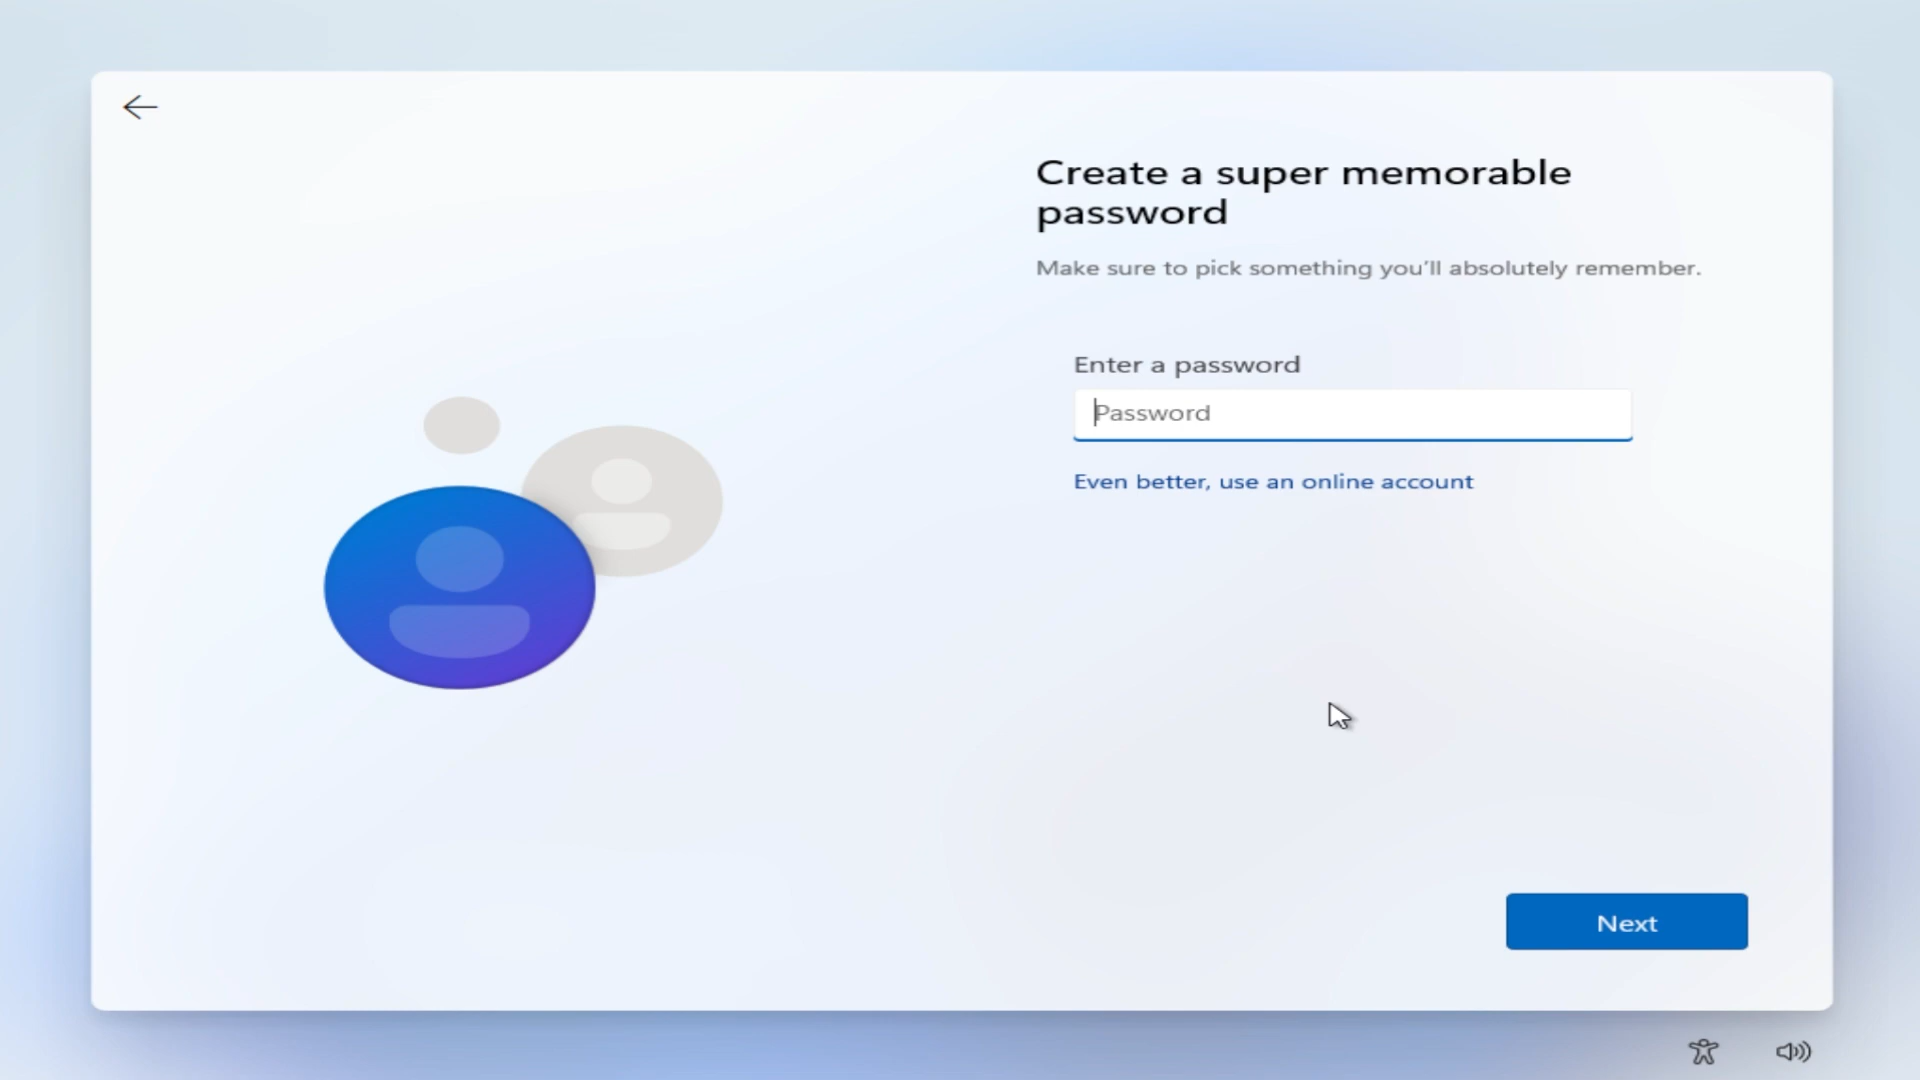 Create a super memorable
password
Make sure to pick something you'll absolutely remember.
Enter a password
Password
Even better, use an online account
Next